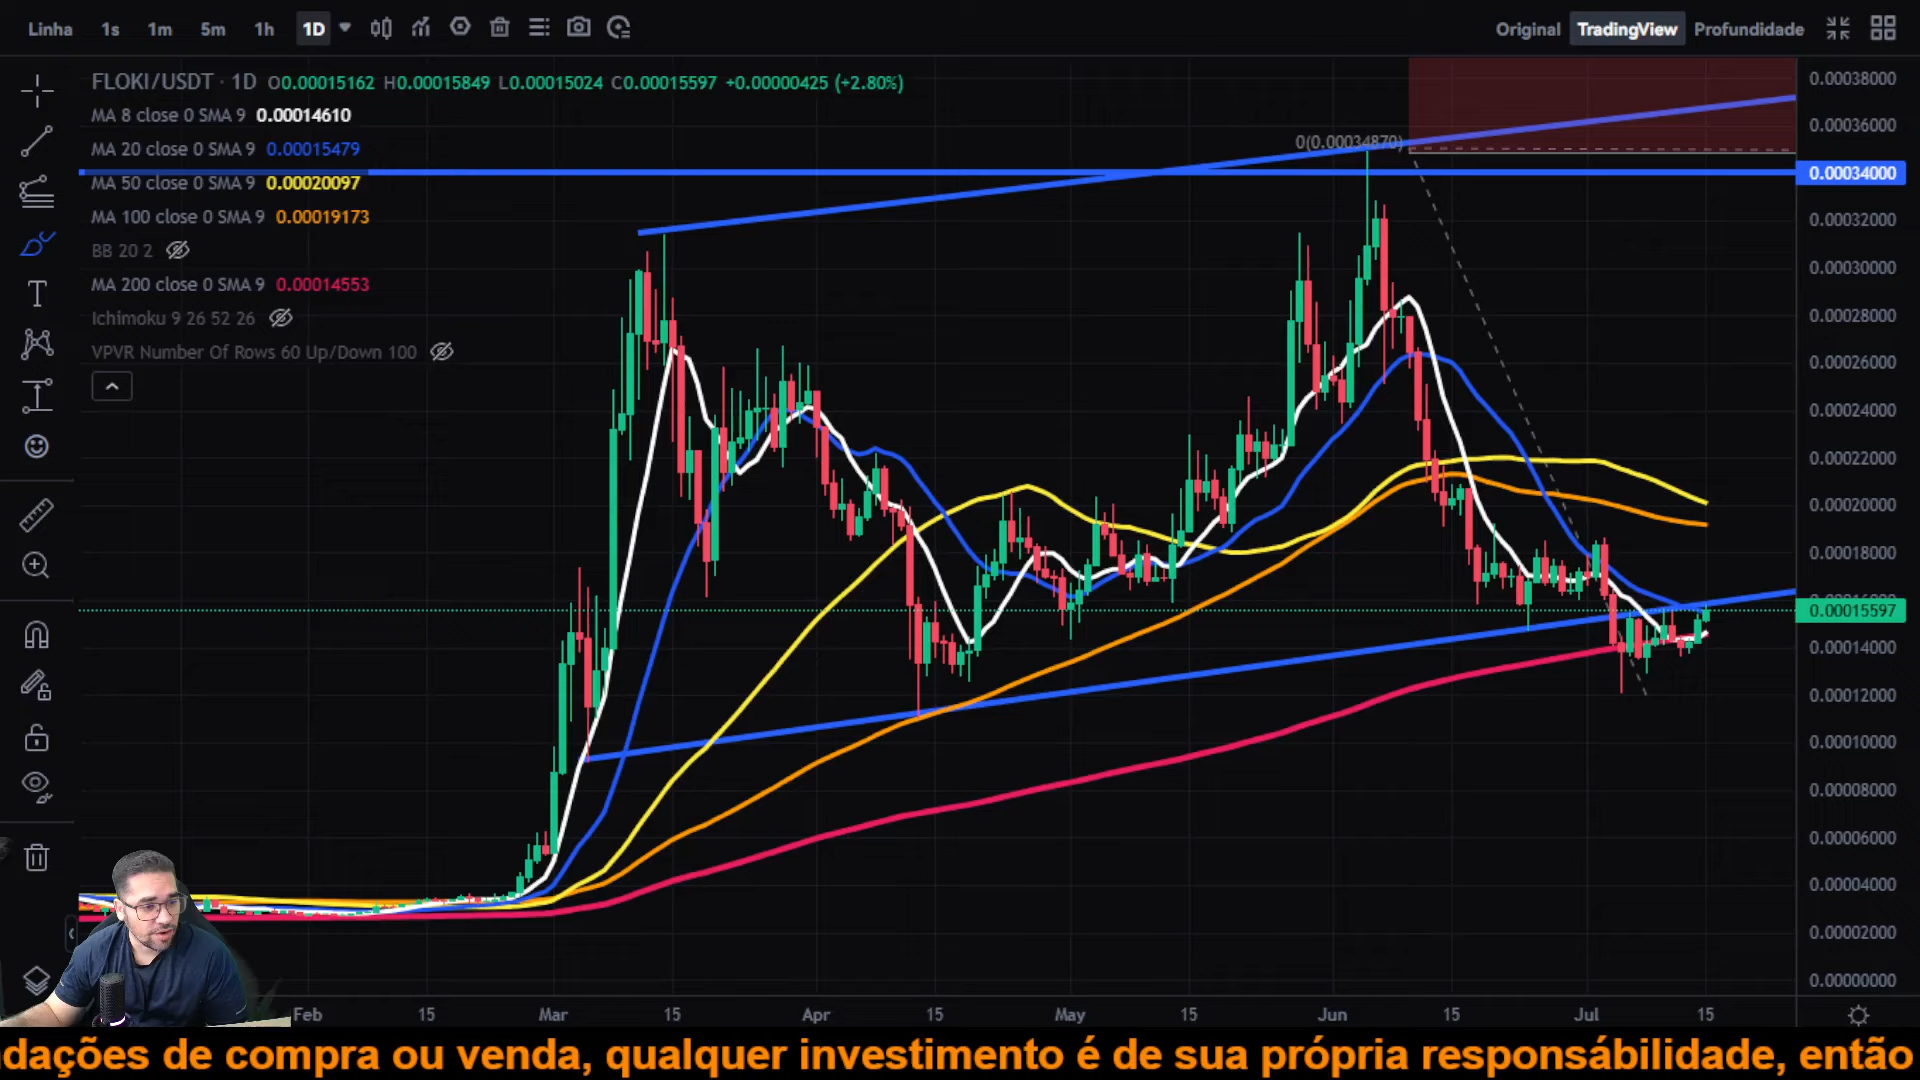 Linha 1s 1m 5m 1h 1D Original TradingView Profundidade
FLOKI/USDT · 1D O0.00015162 H0.00015849 L0.00015024 C0.00015597 +0.00000425 (+2.80%)
MA 8 close 0 SMA 9 0.00014610
MA 20 close 0 SMA 9 0.00015479
MA 50 close 0 SMA 9 0.00020097
MA 100 close 0 SMA 9 0.00019173
BB 20 2
MA 200 close 0 SMA 9 0.00014553
Ichimoku 9 26 52 26
VPVR Number Of Rows 60 Up/Down 100
0(0.00034870)
0.00038000
0.00036000
0.00034000
0.00032000
0.00030000
0.00028000
0.00026000
0.00024000
0.00022000
0.00020000
0.00018000
0.00015597
0.00014000
0.00012000
0.00010000
0.00008000
0.00006000
0.00004000
0.00002000
0.00000000
Feb 15 Mar 15 Apr 15 May 15 Jun 15 Jul 15
ndações de compra ou venda, qualquer investimento é de sua própria responsábilidade, então